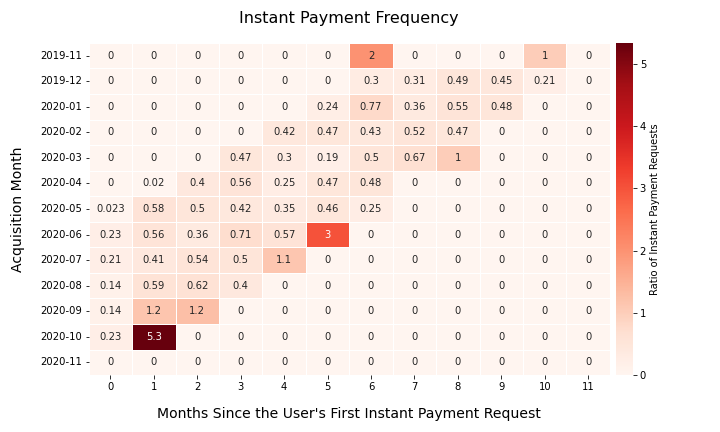 Instant Payment Frequency
2019-11 0 0 0 0 0 0 2 0 0 0 1 0
2019-12 0 0 0 0 0 0 0.3 0.31 0.49 0.45 0.21 0
2020-01 0 0 0 0 0 0.24 0.77 0.36 0.55 0.48 0 0
2020-02 0 0 0 0 0.42 0.47 0.43 0.52 0.47 0 0 0
2020-03 0 0 0 0.47 0.3 0.19 0.5 0.67 1 0 0 0
2020-04 0 0.02 0.4 0.56 0.25 0.47 0.48 0 0 0 0 0
2020-05 0.023 0.58 0.5 0.42 0.35 0.46 0.25 0 0 0 0 0
2020-06 0.23 0.56 0.36 0.71 0.57 3 0 0 0 0 0 0
2020-07 0.21 0.41 0.54 0.5 1.1 0 0 0 0 0 0 0
2020-08 0.14 0.59 0.62 0.4 0 0 0 0 0 0 0 0
2020-09 0.14 1.2 1.2 0 0 0 0 0 0 0 0 0
2020-10 0.23 5.3 0 0 0 0 0 0 0 0 0 0
2020-11 0 0 0 0 0 0 0 0 0 0 0 0
0 1 2 3 4 5 6 7 8 9 10 11
Months Since the User's First Instant Payment Request
Acquisition Month
5
4
3
2
1
0
Ratio of Instant Payment Requests